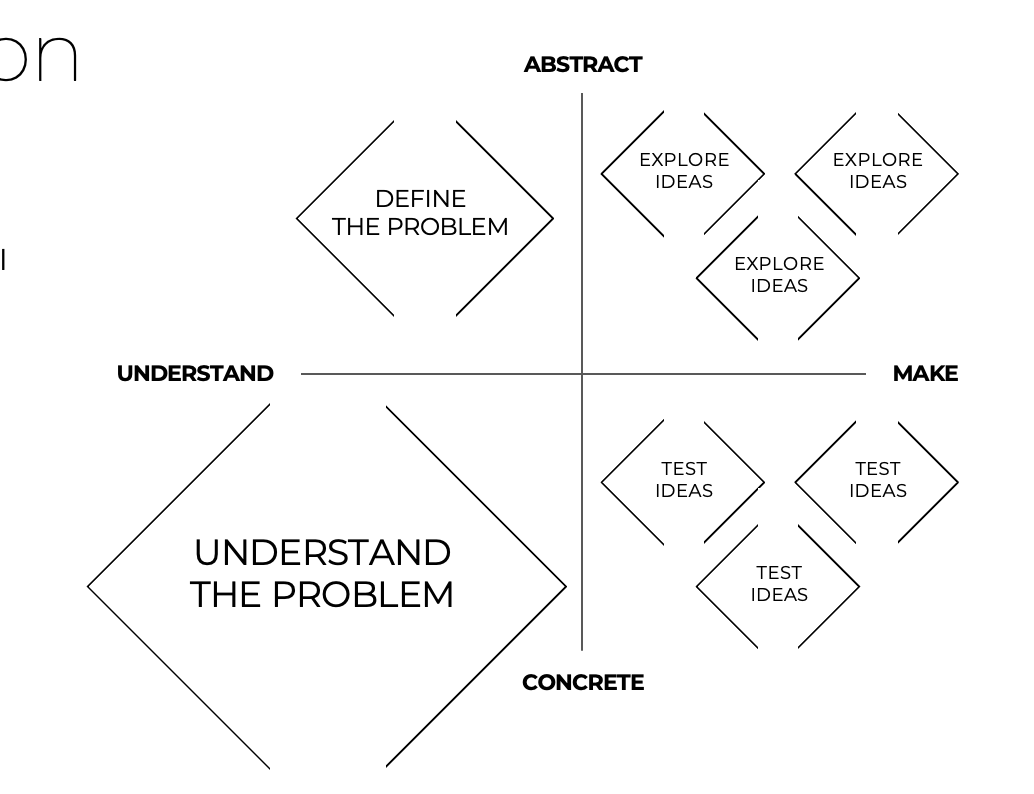 on
ABSTRACT
DEFINE
THE PROBLEM
EXPLORE
IDEAS
EXPLORE
IDEAS
EXPLORE
IDEAS
UNDERSTAND
MAKE
UNDERSTAND
THE PROBLEM
TEST
IDEAS
TEST
IDEAS
TEST
IDEAS
CONCRETE